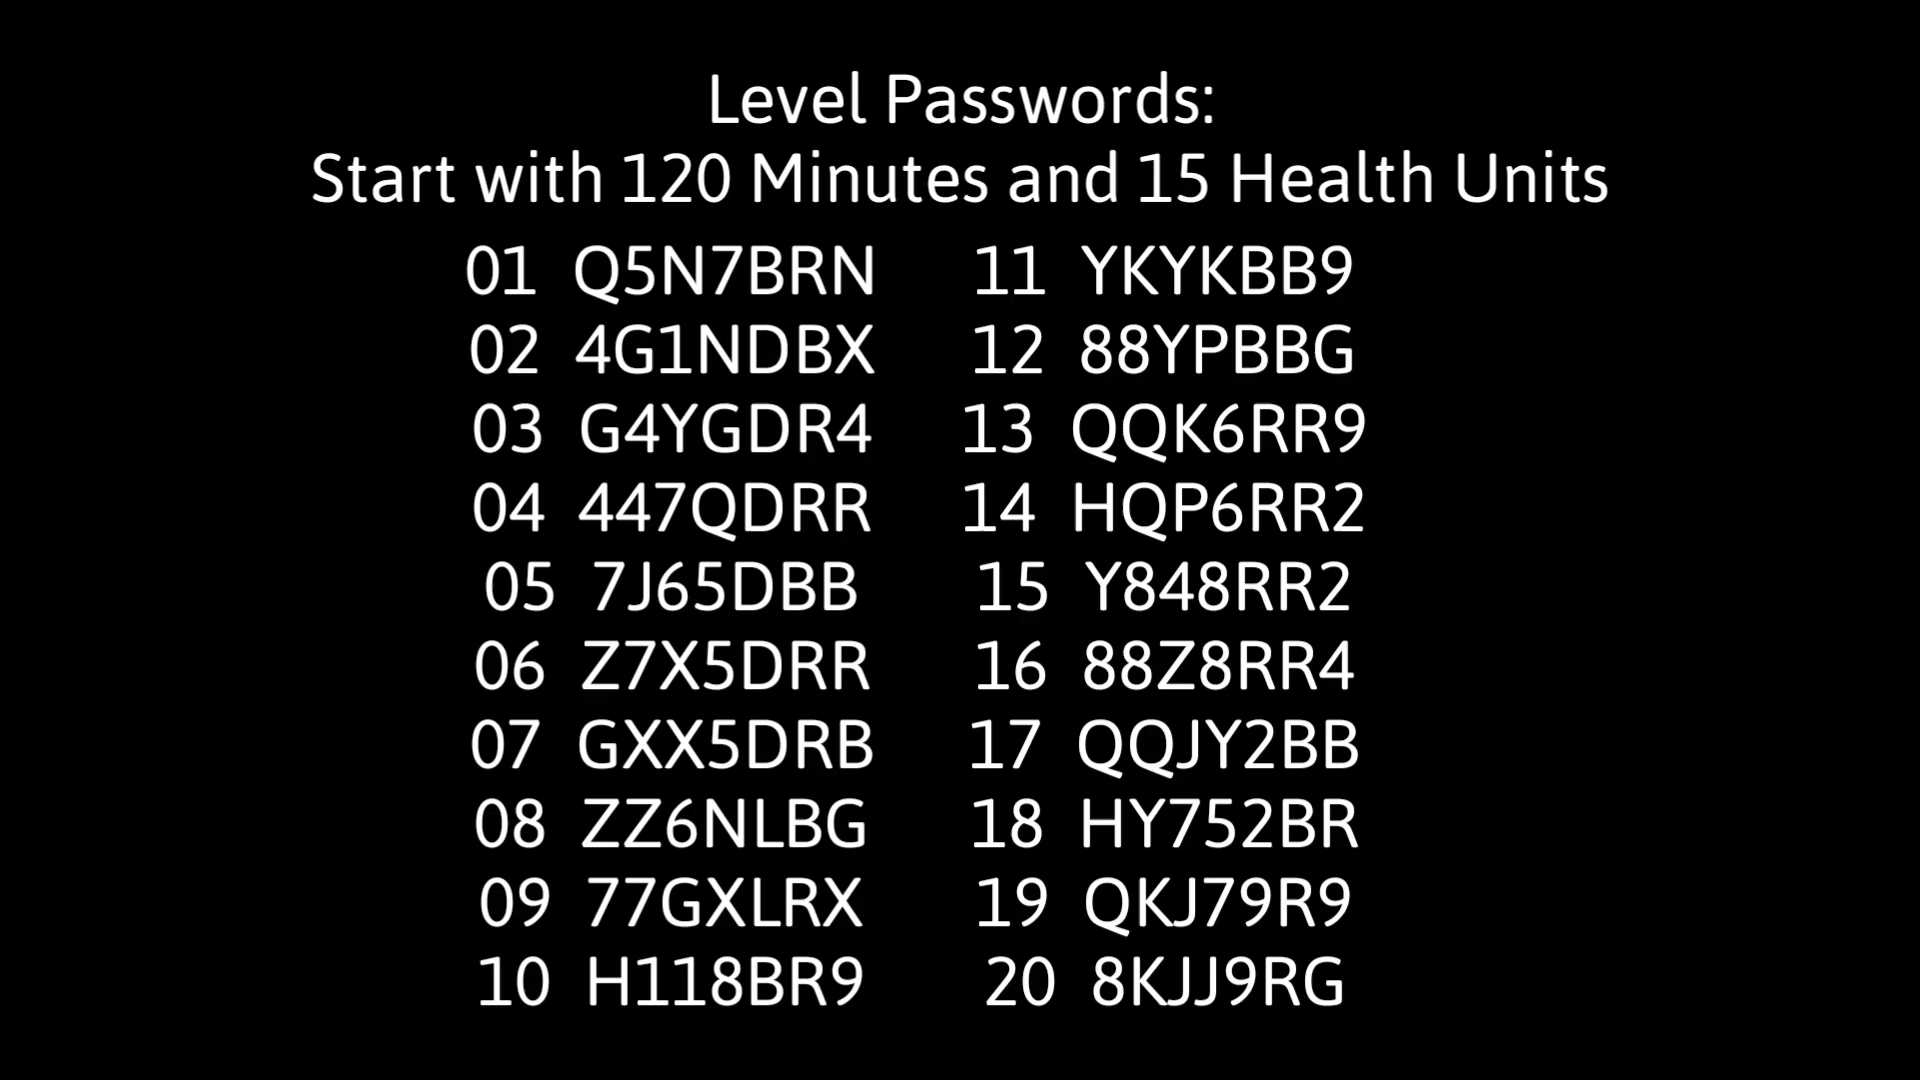 Level Passwords:
Start with 120 Minutes and 15 Health Units
01 Q5N7BRN 11 YKYKBB9
02 4G1NDBX 12 88YPBBG
03 G4YGDR4 13 QQK6RR9
04 447QDRR 14 HQP6RR2
05 7J65DBB 15 Y848RR2
06 Z7X5DRR 16 88Z8RR4
07 GXX5DRB 17 QQJY2BB
08 ZZ6NLBG 18 HY752BR
09 77GXLRX 19 QKJ79R9
10 H118BR9 20 8KJJ9RG